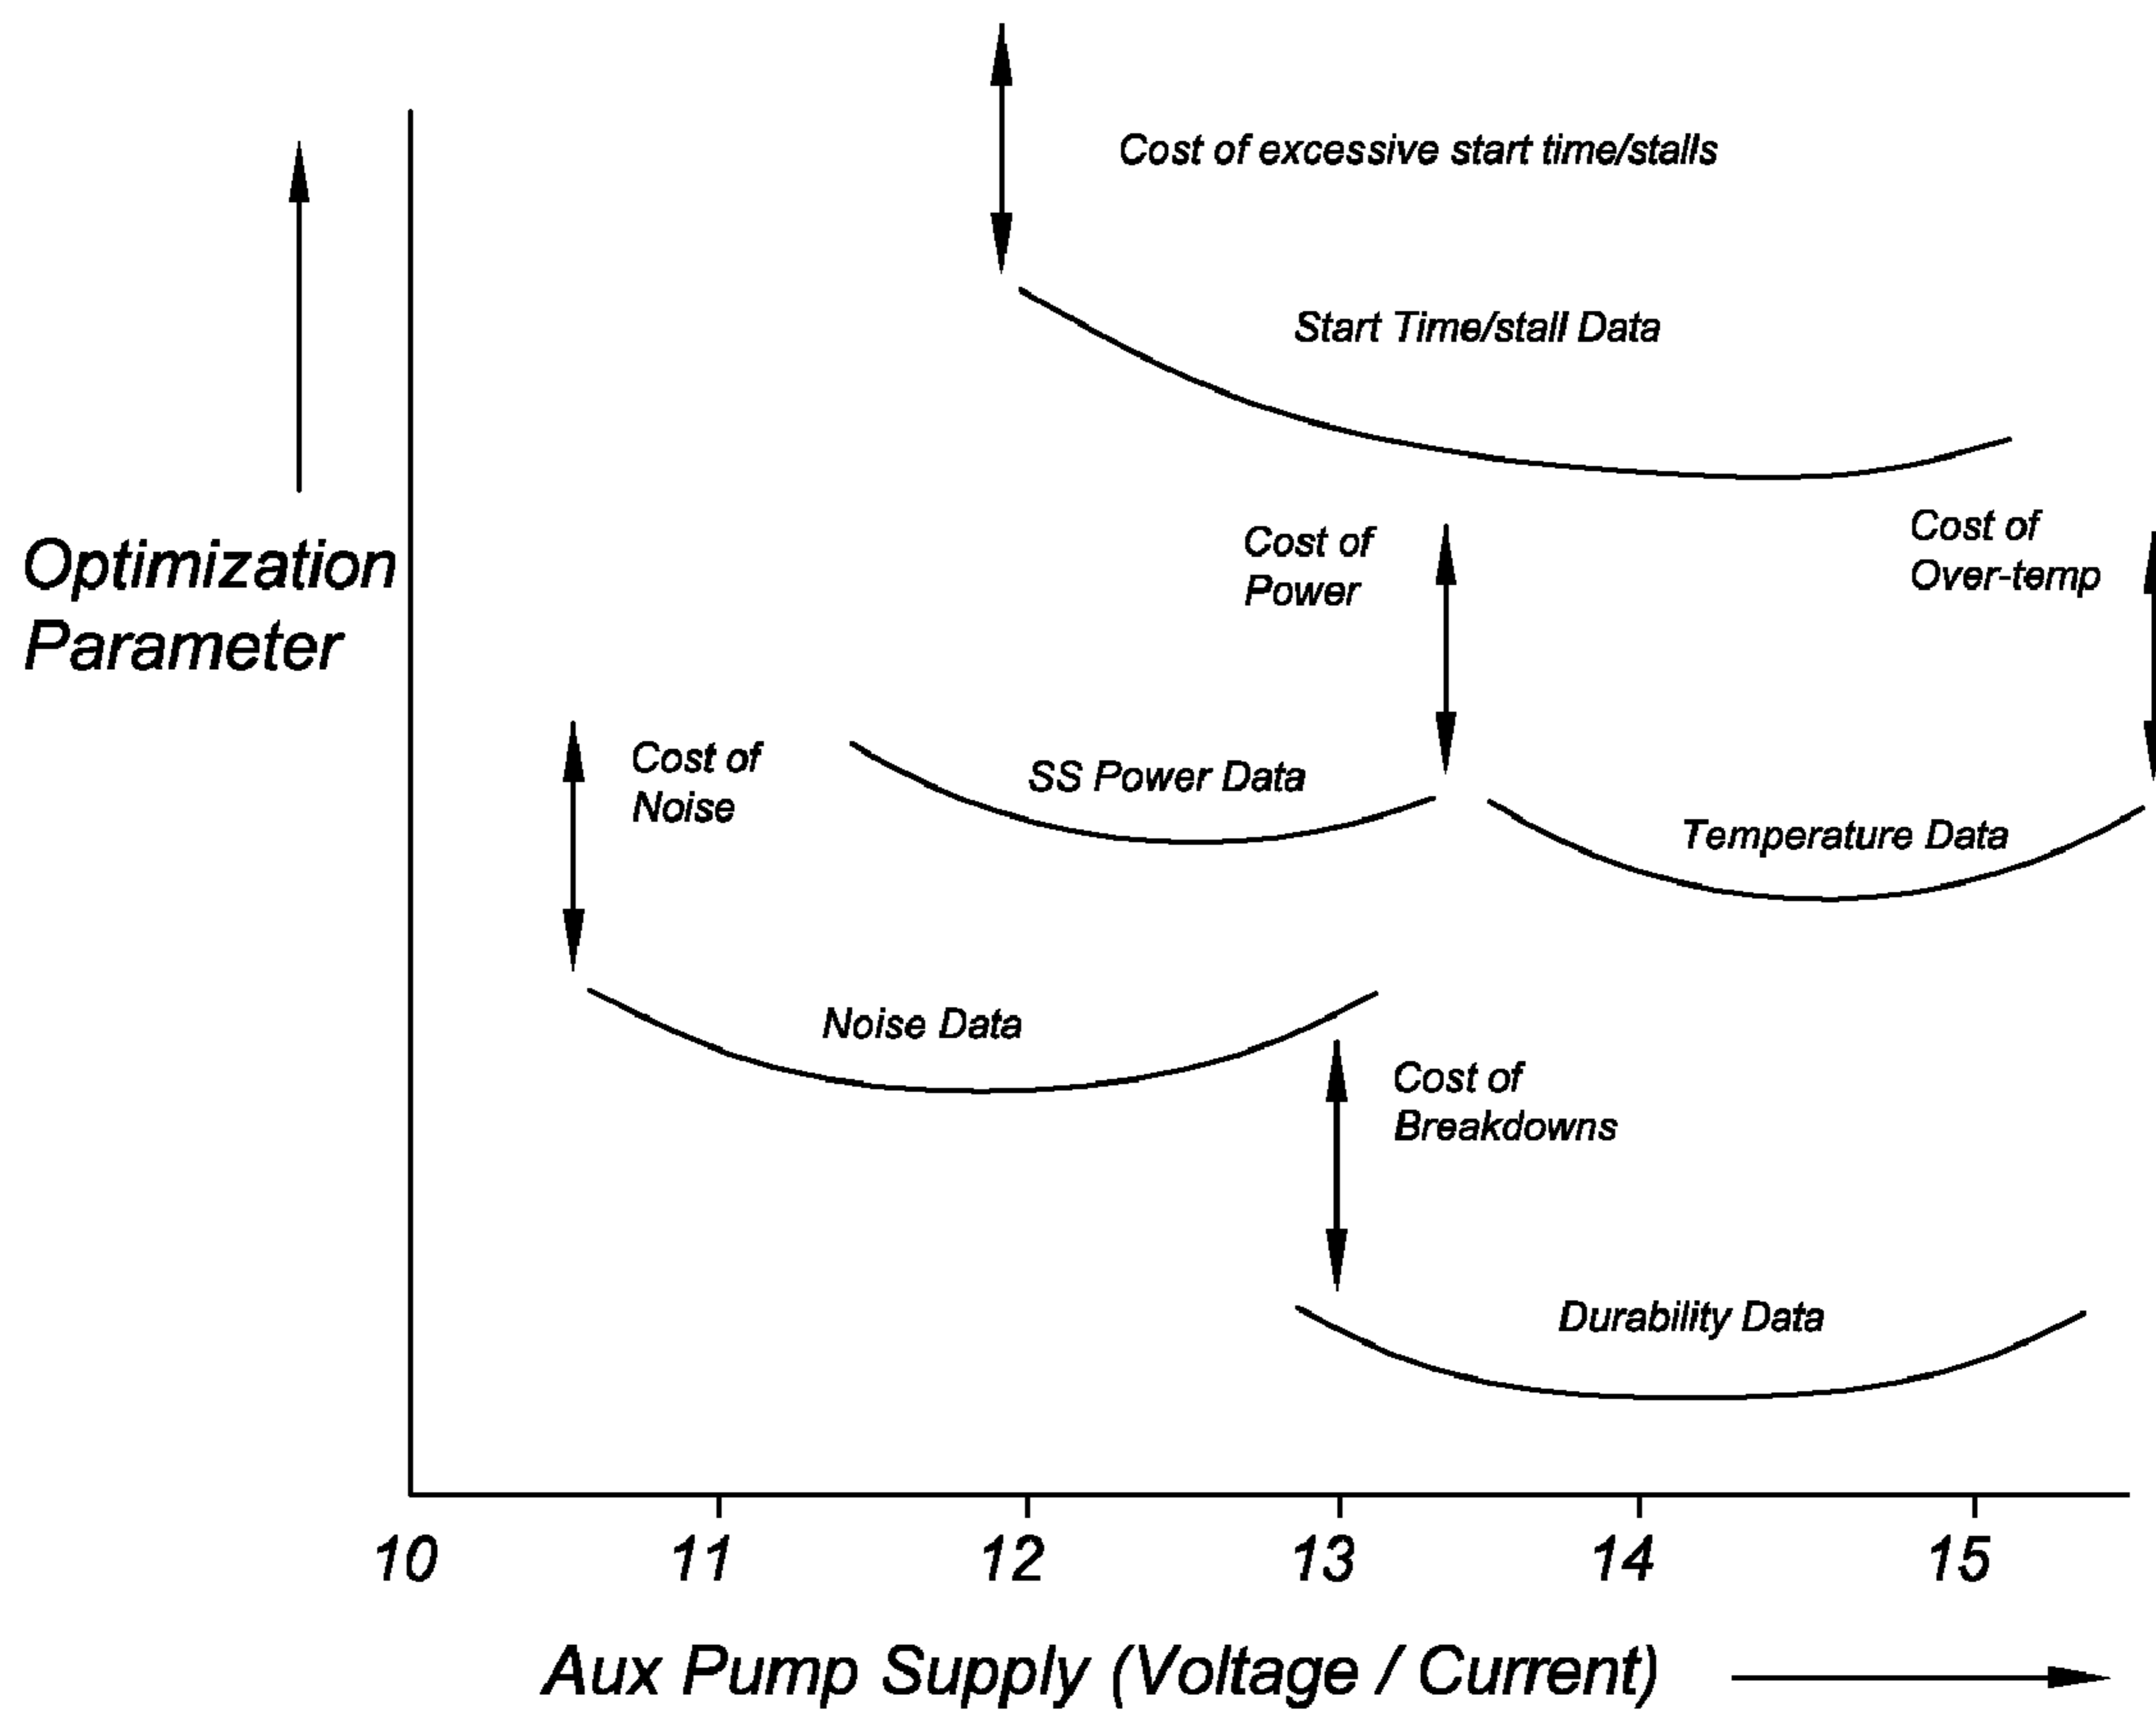 Cost of excessive start time/stalls
Start Time/stall Data
Optimization
Parameter
Cost of
Power
Cost of
Over-temp
Cost of
Noise
SS Power Data
Temperature Data
Noise Data
Cost of
Breakdowns
Durability Data
10 11 12 13 14 15
Aux Pump Supply (Voltage / Current)